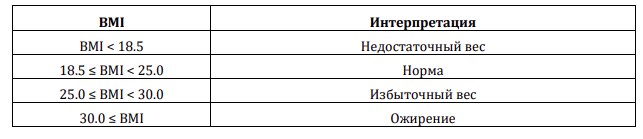 BMI Интерпретация
BMI < 18.5 Недостаточный вес
18.5 ≤ BMI < 25.0 Норма
25.0 ≤ BMI < 30.0 Избыточный вес
30.0 ≤ BMI Ожирение